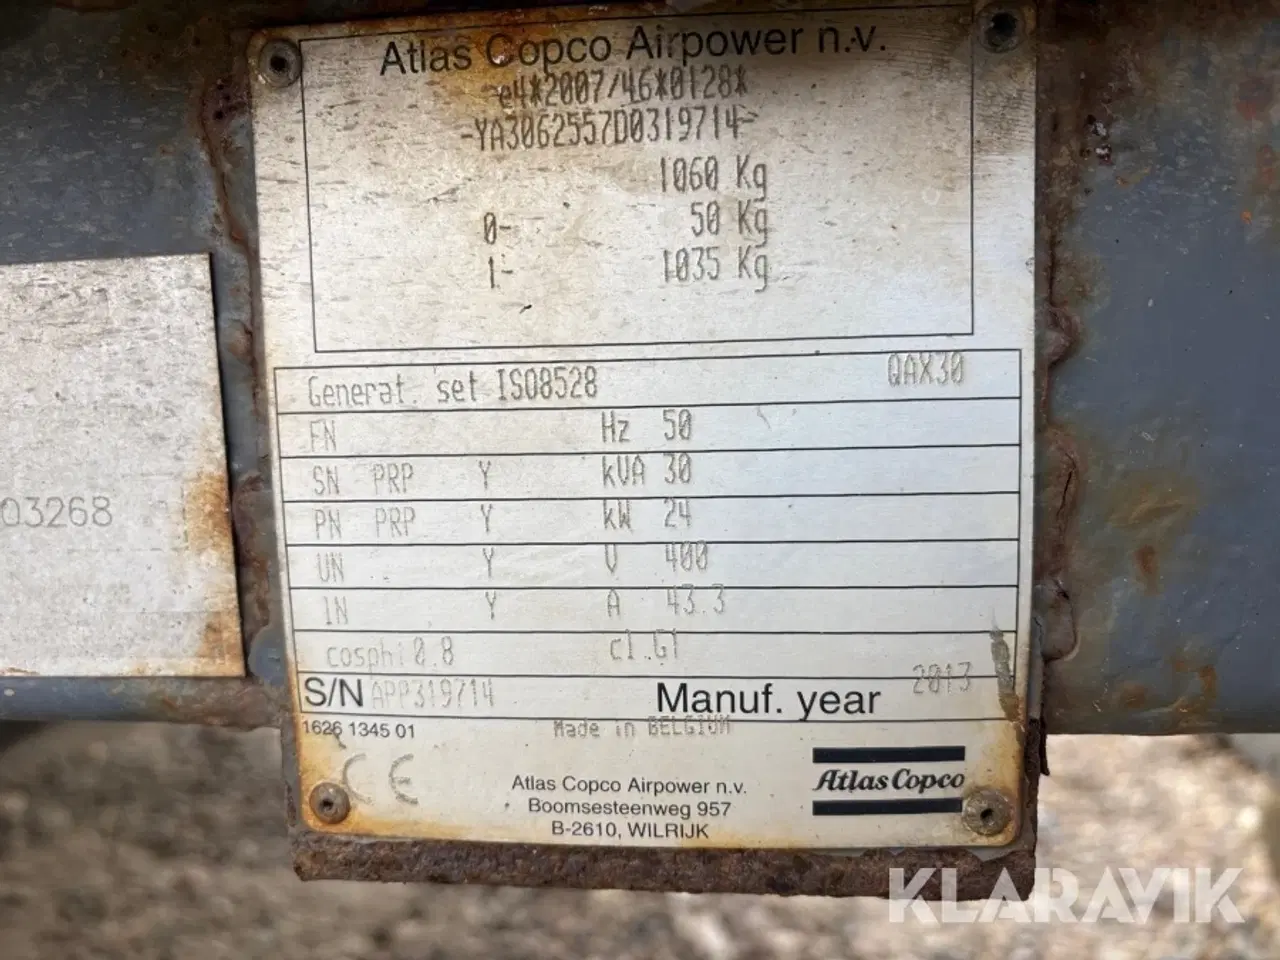 Atlas Copco Airpower n.v.
e4*2007/46*0128*
-YA3062557D0319714-
1060 Kg
0- 50 Kg
1- 1035 Kg
Generat. set ISO8528 QAX30
FN Hz 50
SN PRP Y kVA 30
PN PRP Y kW 24
UN Y V 400
IN Y A 43.3
cosphi 0.8 cl.G1
S/N APP319714 Manuf. year 2013
1626 1345 01
Made in BELGIUM
CE
Atlas Copco Airpower n.v.
Boomsesteenweg 957
B-2610, WILRIJK
Atlas Copco
03268
KLARAVIK